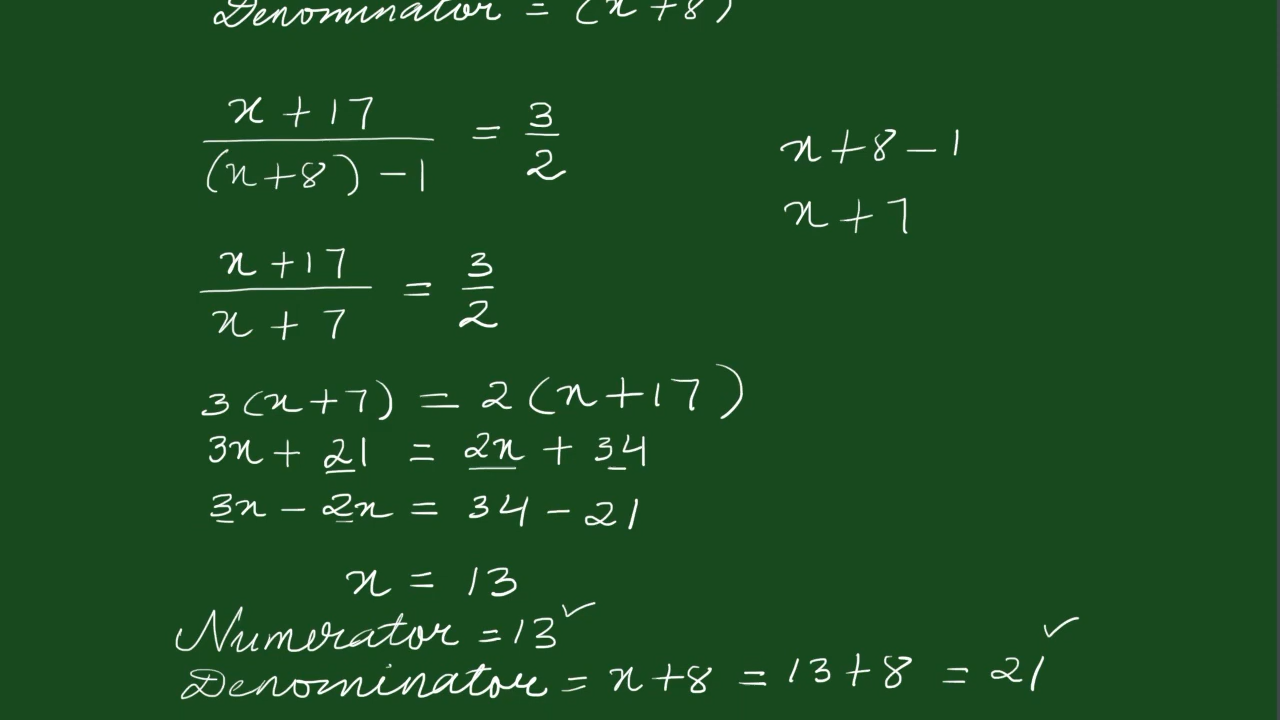 Denominator = (x+8)
x+17/(x+8)-1 = 3/2
x+8-1
x+7
x+17/x+7 = 3/2
3(x+7) = 2(x+17)
3x+21 = 2x+34
3x-2x = 34-21
x = 13
Numerator = 13 ✓
Denominator = x+8 = 13+8 = 21 ✓